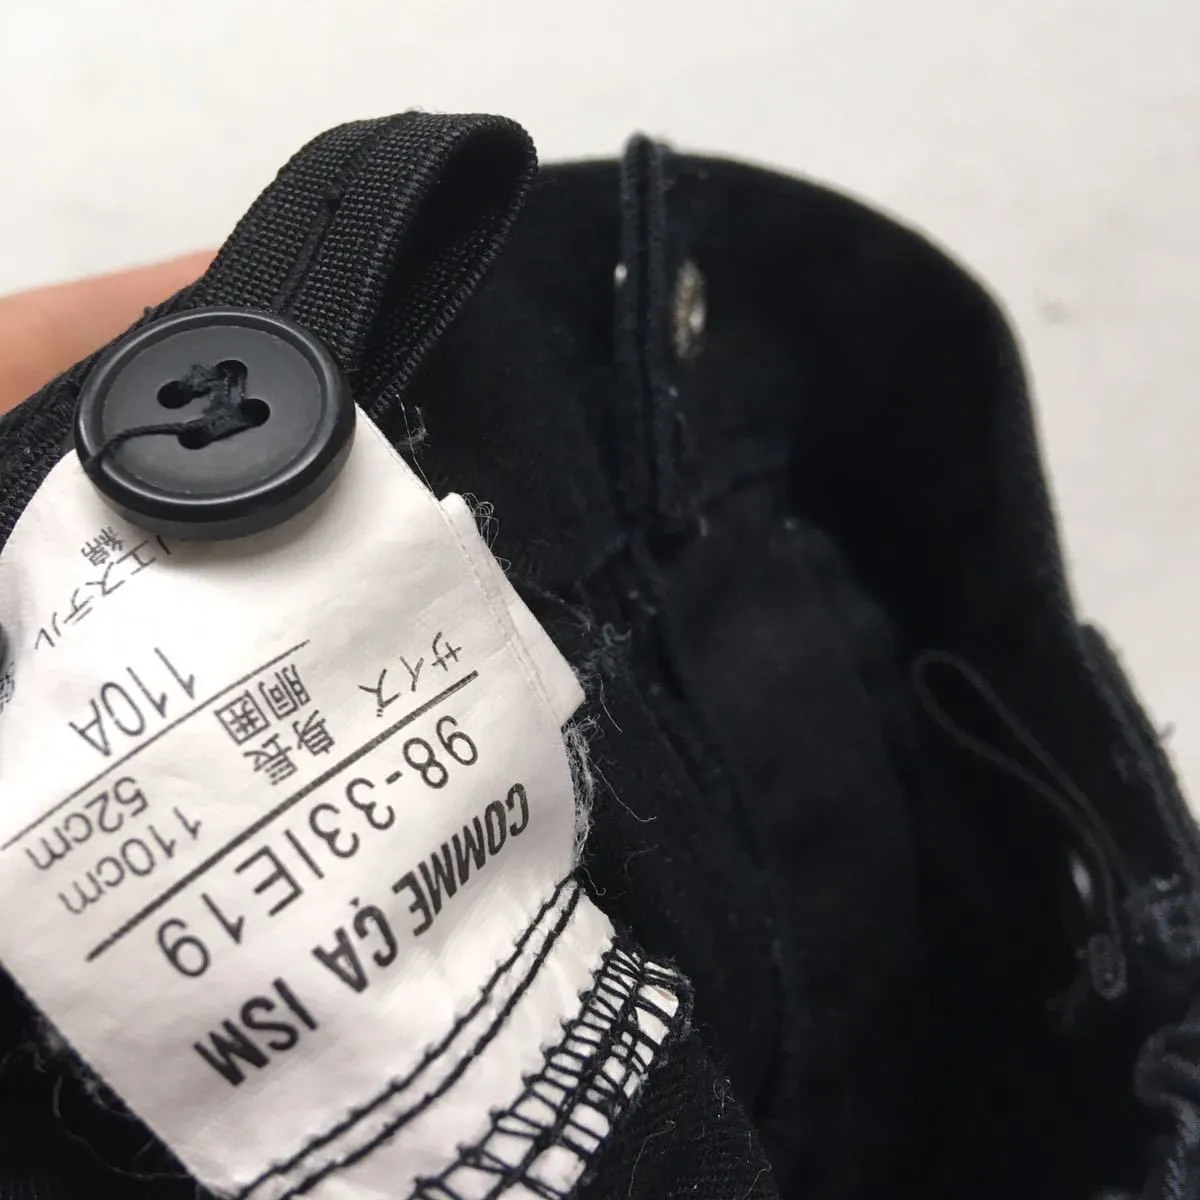 COMME ÇA ISM
98-33IE19
サイズ
身長 110cm
胴囲 52cm
110A
綿
リエステル